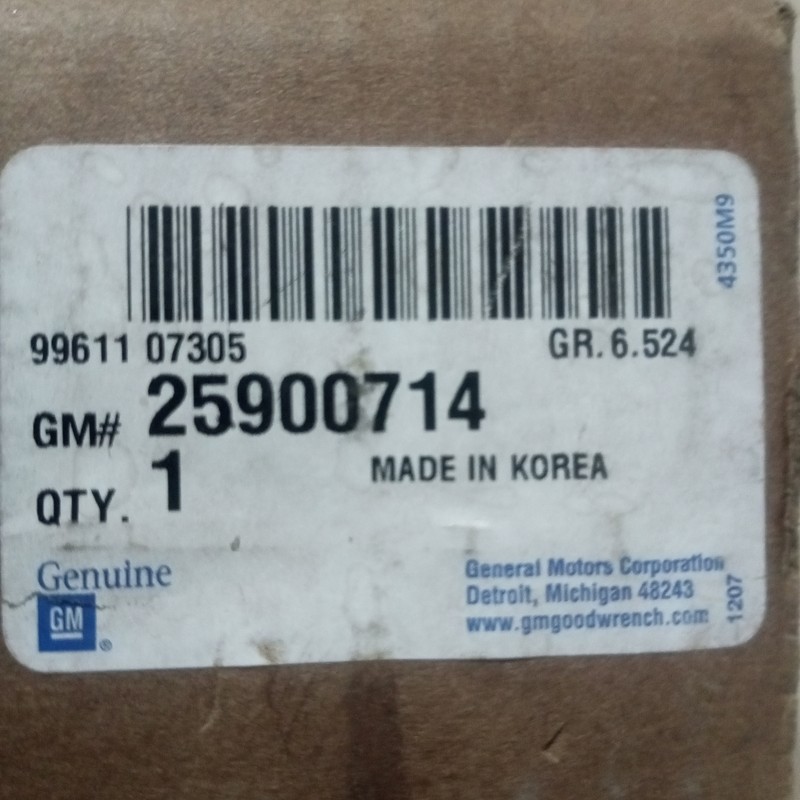 4350M9
99611 07305 GR. 6.524
GM# 25900714
QTY. 1 MADE IN KOREA
Genuine
GM®
General Motors Corporation
Detroit, Michigan 48243
www.gmgoodwrench.com
1207